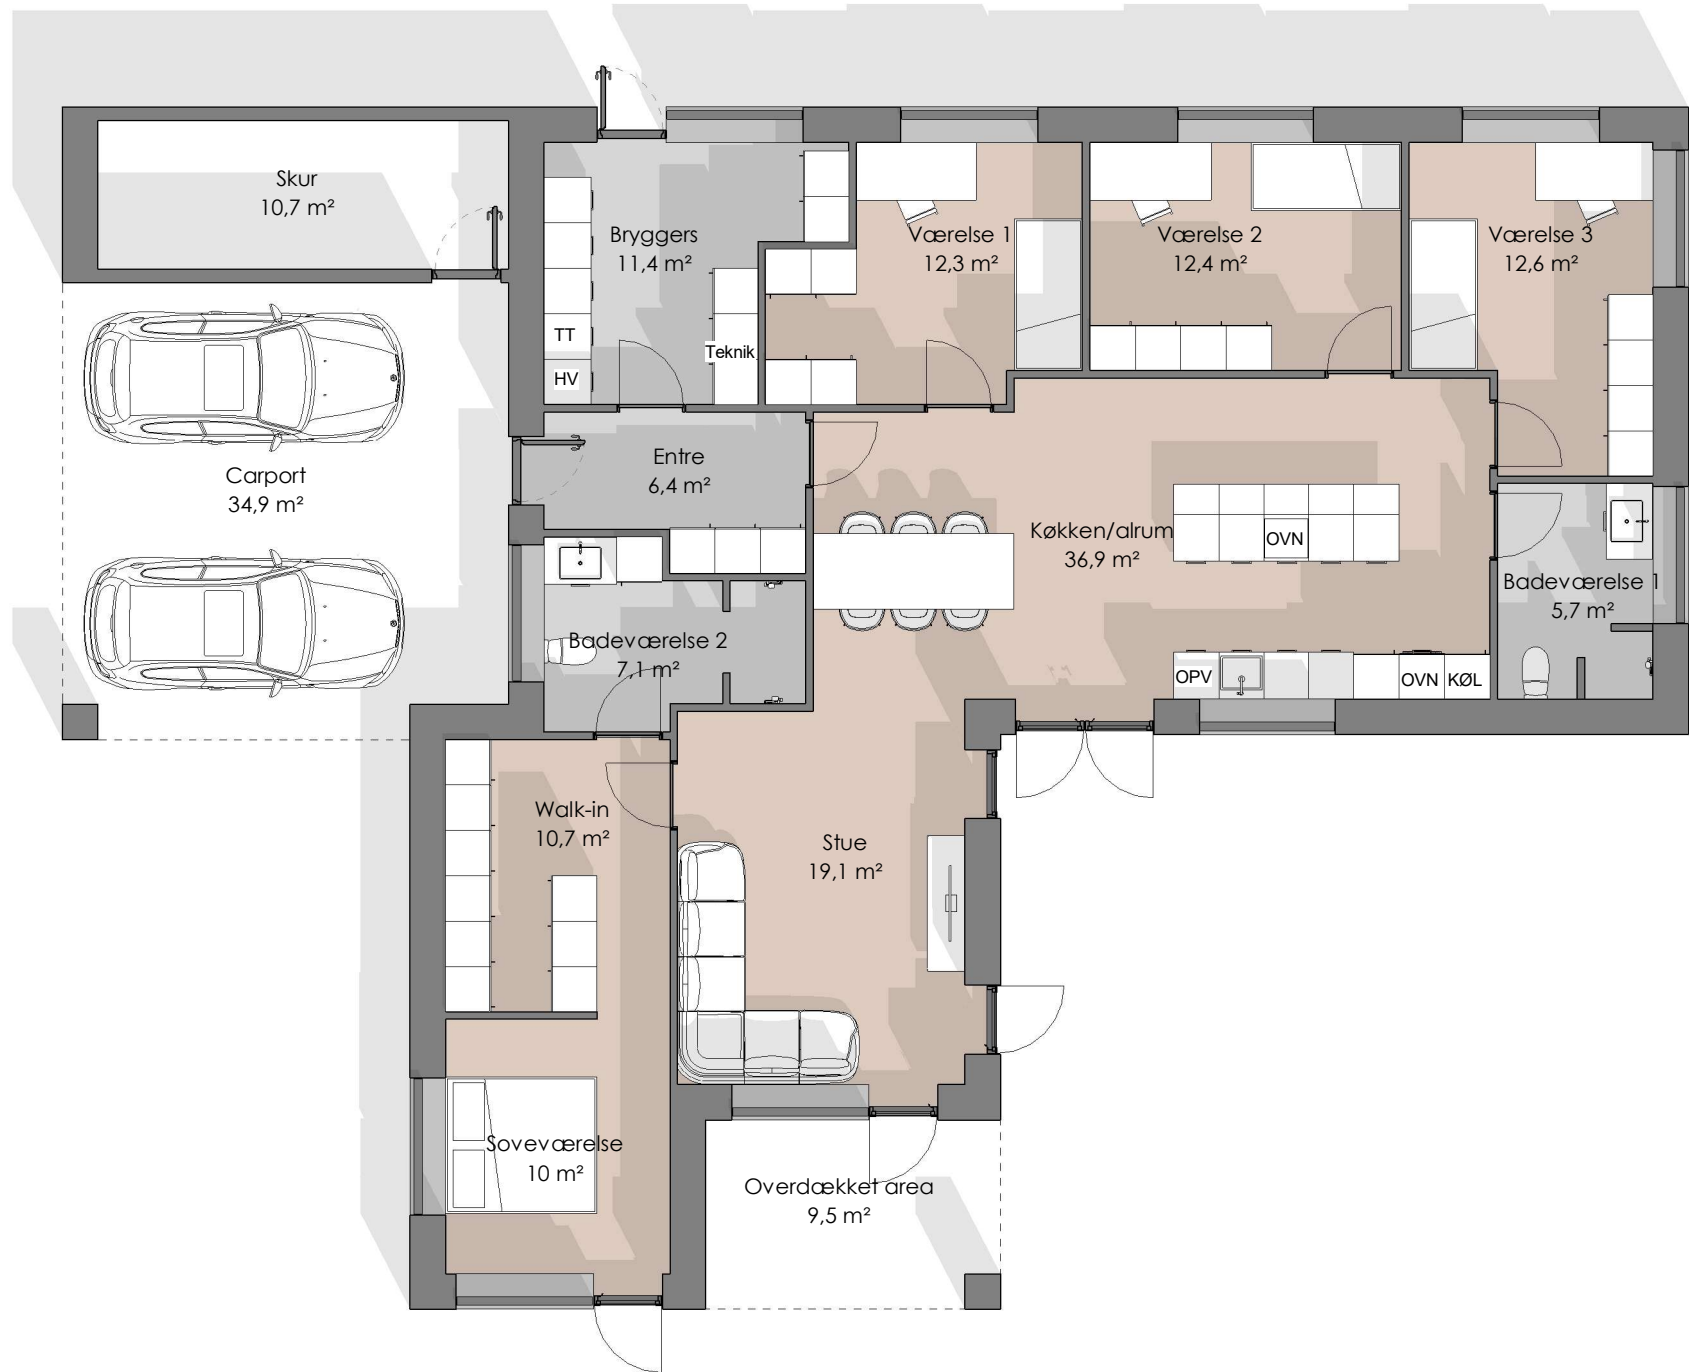 Skur
10,7 m²
Bryggers
11,4 m²
Værelse 1
12,3 m²
Værelse 2
12,4 m²
Værelse 3
12,6 m²
TT
HV
Teknik
Carport
34,9 m²
Entre
6,4 m²
Køkken/alrum
36,9 m²
OVN
Badeværelse 1
5,7 m²
Badeværelse 2
7,1 m²
OPV
OVN
KØL
Walk-in
10,7 m²
Stue
19,1 m²
Soveværelse
10 m²
Overdækket area
9,5 m²